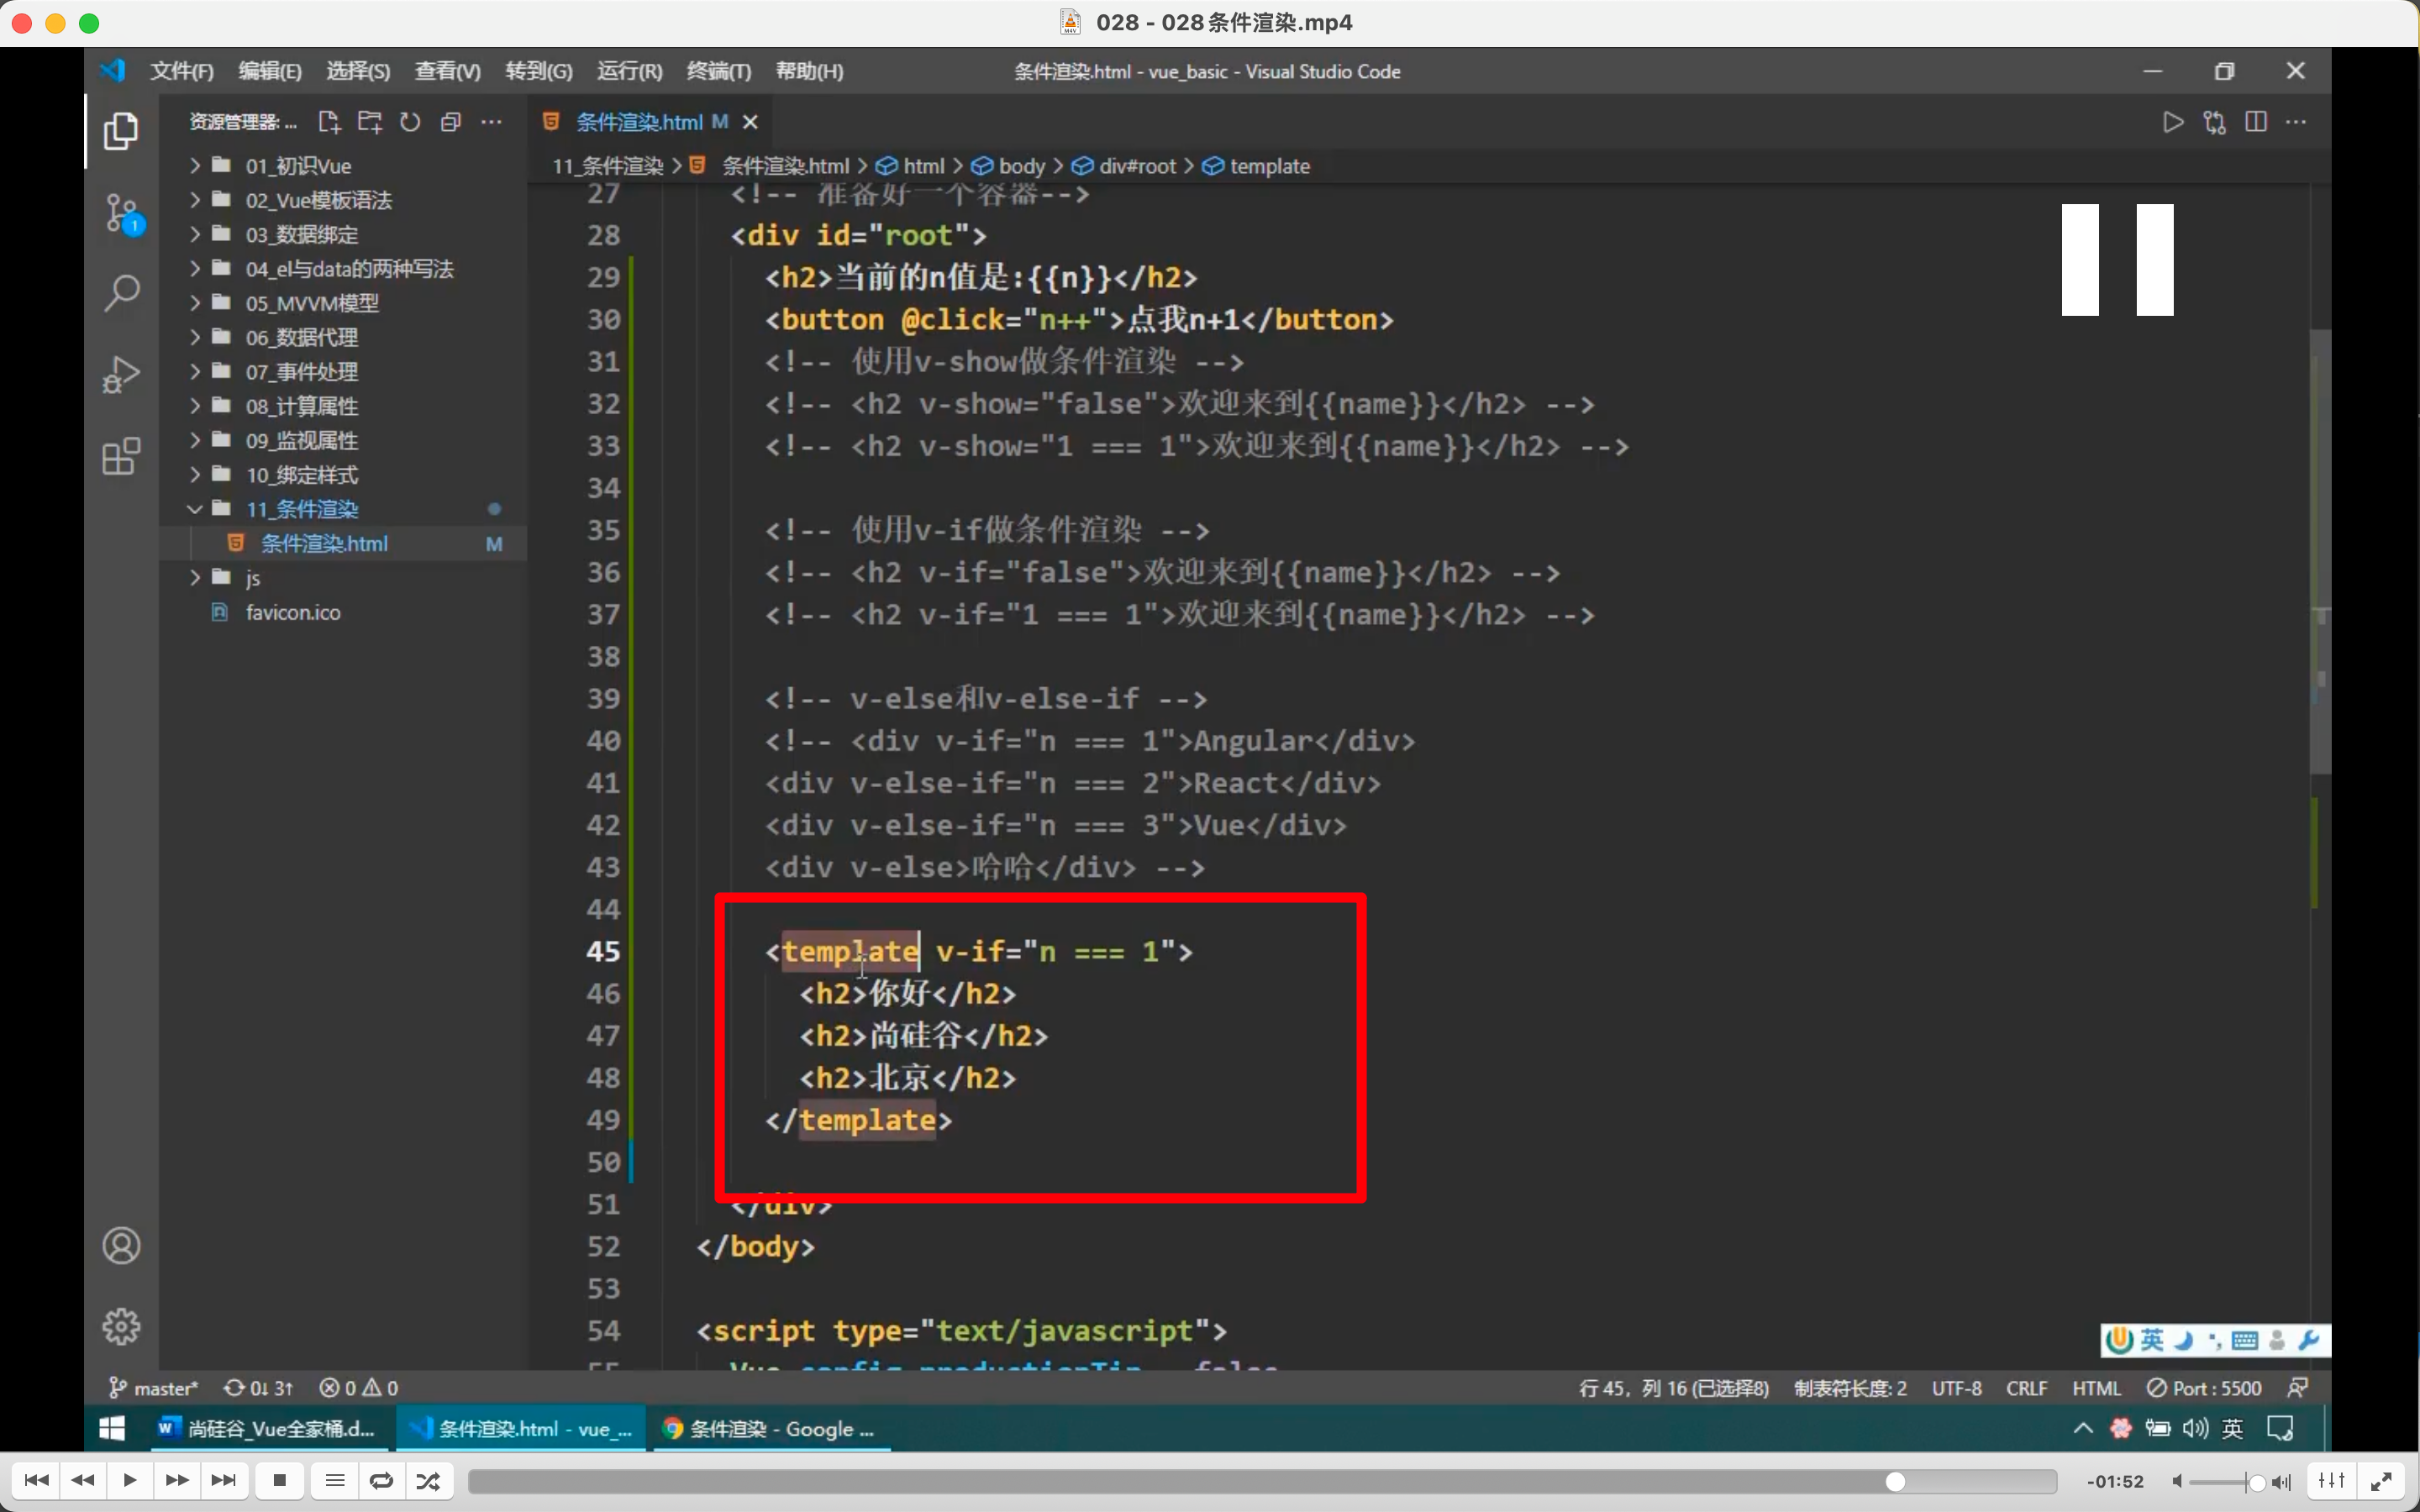 028 - 028条件渲染.mp4
文件(F) 编辑(E) 选择(S) 查看(V) 转到(G) 运行(R) 终端(T) 帮助(H) 条件渲染.html - vue_basic - Visual Studio Code
资源管理器: ...
条件渲染.html M
11_条件渲染 > 条件渲染.html > html > body > div#root > template
1
01_初识Vue
02_Vue模板语法
03_数据绑定
04_el与data的两种写法
05_MVVM模型
06_数据代理
07_事件处理
08_计算属性
09_监视属性
10_绑定样式
11_条件渲染
条件渲染.html M
js
favicon.ico
27 <!-- 准备好一个容器-->
28 <div id="root">
29 <h2>当前的n值是:{{n}}</h2>
30 <button @click="n++">点我n+1</button>
31 <!-- 使用v-show做条件渲染 -->
32 <!-- <h2 v-show="false">欢迎来到{{name}}</h2> -->
33 <!-- <h2 v-show="1 === 1">欢迎来到{{name}}</h2> -->
34
35 <!-- 使用v-if做条件渲染 -->
36 <!-- <h2 v-if="false">欢迎来到{{name}}</h2> -->
37 <!-- <h2 v-if="1 === 1">欢迎来到{{name}}</h2> -->
38
39 <!-- v-else和v-else-if -->
40 <!-- <div v-if="n === 1">Angular</div>
41 <div v-else-if="n === 2">React</div>
42 <div v-else-if="n === 3">Vue</div>
43 <div v-else>哈哈</div> -->
44
45 <template v-if="n === 1">
46 <h2>你好</h2>
47 <h2>尚硅谷</h2>
48 <h2>北京</h2>
49 </template>
50
51 </div>
52 </body>
53
54 <script type="text/javascript">
55 Vue.config.productionTip = false
英
master* 0↓ 3↑ 0 0 行 45，列 16 (已选择8) 制表符长度: 2 UTF-8 CRLF HTML Port : 5500
尚硅谷_Vue全家桶.d... 条件渲染.html - vue_... 条件渲染 - Google ... 英
-01:52